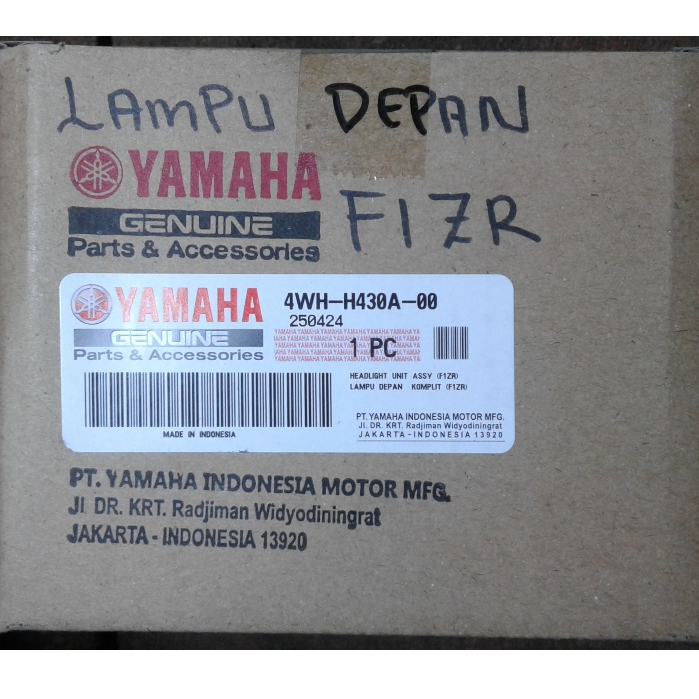 LAMPU DEPAN
YAMAHA
F1ZR
GENUINE
Parts & Accessories
YAMAHA 4WH-H430A-00
250424
GENUINE
1 PC
Parts & Accessories
HEADLIGHT UNIT ASSY (F1ZR)
LAMPU DEPAN KOMPLIT (F1ZR)
MADE IN INDONESIA
PT. YAMAHA INDONESIA MOTOR MFG.
Jl. DR. KRT. Radjiman Widyodiningrat
JAKARTA - INDONESIA 13920
PT. YAMAHA INDONESIA MOTOR MFG.
Jl DR. KRT. Radjiman Widyodiningrat
JAKARTA - INDONESIA 13920